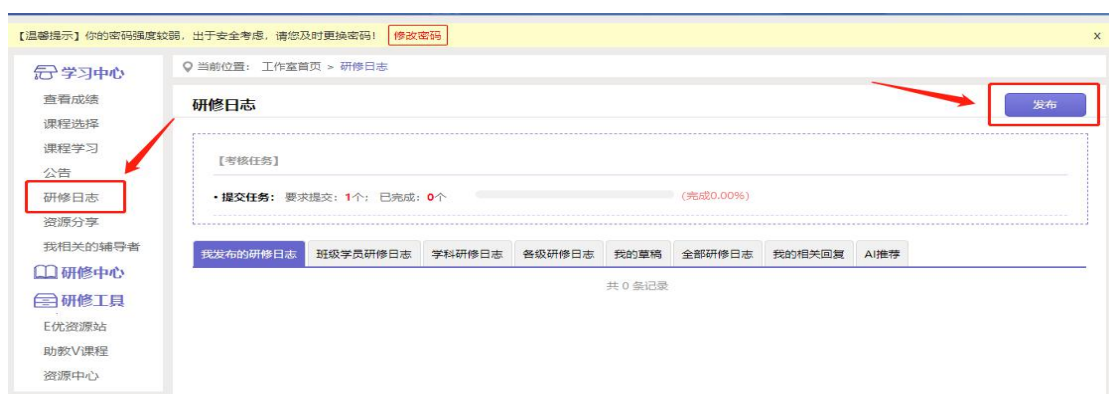 【温馨提示】你的密码强度较弱，出于安全考虑，请您及时更换密码！ 修改密码 x
学习中心
查看成绩
课程选择
课程学习
公告
研修日志
资源分享
我相关的辅导者
研修中心
研修工具
E优资源站
助教V课程
资源中心
当前位置： 工作室首页 > 研修日志
研修日志 发布
【考核任务】
·提交任务： 要求提交：1个； 已完成：0个 (完成0.00%)
我发布的研修日志 班级学员研修日志 学科研修日志 各级研修日志 我的草稿 全部研修日志 我的相关回复 AI推荐
共 0 条记录